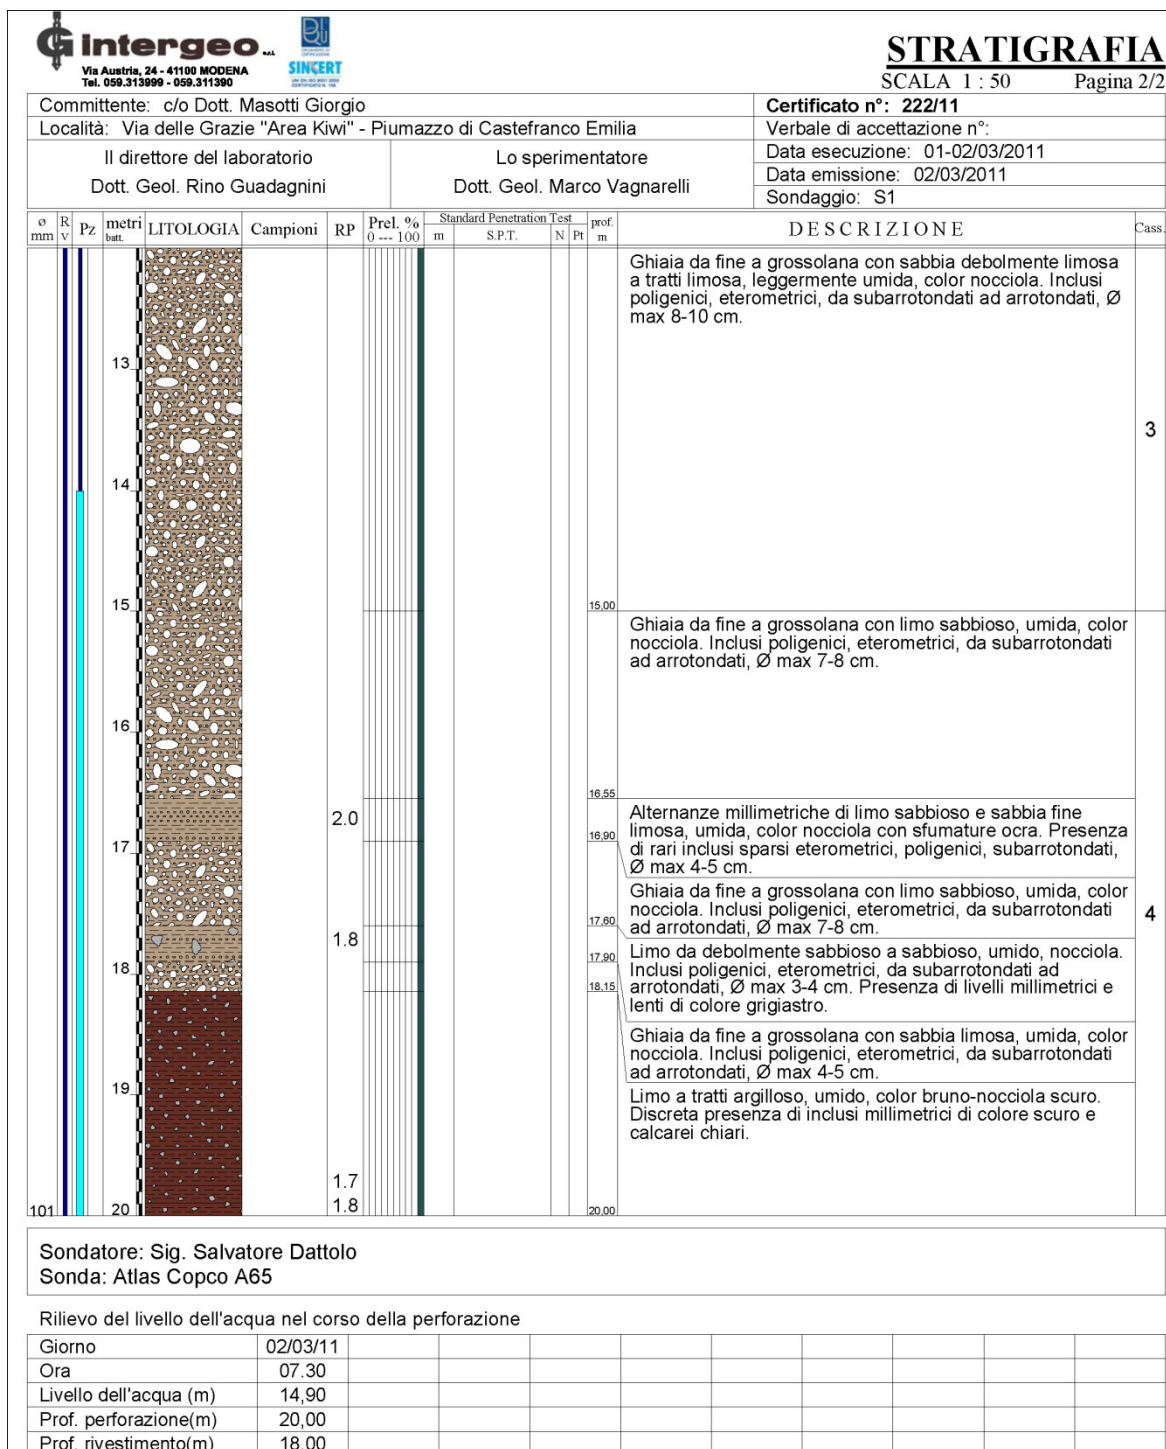 intergeo s.r.l.
Via Austria, 24 - 41100 MODENA
Tel. 059.313999 - 059.311390
SINCERT
STRATIGRAFIA
SCALA 1 : 50 Pagina 2/2
Committente: c/o Dott. Masotti Giorgio
Certificato n°: 222/11
Località: Via delle Grazie "Area Kiwi" - Piumazzo di Castefranco Emilia
Verbale di accettazione n°:
Il direttore del laboratorio
Dott. Geol. Rino Guadagnini
Lo sperimentatore
Dott. Geol. Marco Vagnarelli
Data esecuzione: 01-02/03/2011
Data emissione: 02/03/2011
Sondaggio: S1
ø mm R v Pz metri batt. LITOLOGIA Campioni RP Prel. % 0 --- 100 Standard Penetration Test m S.P.T. N Pt prof. m DESCRIZIONE Cass.
Ghiaia da fine a grossolana con sabbia debolmente limosa
a tratti limosa, leggermente umida, color nocciola. Inclusi
poligenici, eterometrici, da subarrotondati ad arrotondati, Ø
max 8-10 cm.
13
3
14
15
15,00
Ghiaia da fine a grossolana con limo sabbioso, umida, color
nocciola. Inclusi poligenici, eterometrici, da subarrotondati
ad arrotondati, Ø max 7-8 cm.
16
16,55
2.0
Alternanze millimetriche di limo sabbioso e sabbia fine
limosa, umida, color nocciola con sfumature ocra. Presenza
di rari inclusi sparsi eterometrici, poligenici, subarrotondati,
Ø max 4-5 cm.
16,90
17
Ghiaia da fine a grossolana con limo sabbioso, umida, color
nocciola. Inclusi poligenici, eterometrici, da subarrotondati
ad arrotondati, Ø max 7-8 cm.
17,60
4
1.8
Limo da debolmente sabbioso a sabbioso, umido, nocciola.
Inclusi poligenici, eterometrici, da subarrotondati ad
arrotondati, Ø max 3-4 cm. Presenza di livelli millimetrici e
lenti di colore grigiastro.
17,90
18
18,15
Ghiaia da fine a grossolana con sabbia limosa, umida, color
nocciola. Inclusi poligenici, eterometrici, da subarrotondati
ad arrotondati, Ø max 4-5 cm.
19
Limo a tratti argilloso, umido, color bruno-nocciola scuro.
Discreta presenza di inclusi millimetrici di colore scuro e
calcarei chiari.
1.7
1.8
101
20
20,00
Sondatore: Sig. Salvatore Dattolo
Sonda: Atlas Copco A65
Rilievo del livello dell'acqua nel corso della perforazione
Giorno 02/03/11
Ora 07.30
Livello dell'acqua (m) 14,90
Prof. perforazione(m) 20,00
Prof. rivestimento(m) 18,00